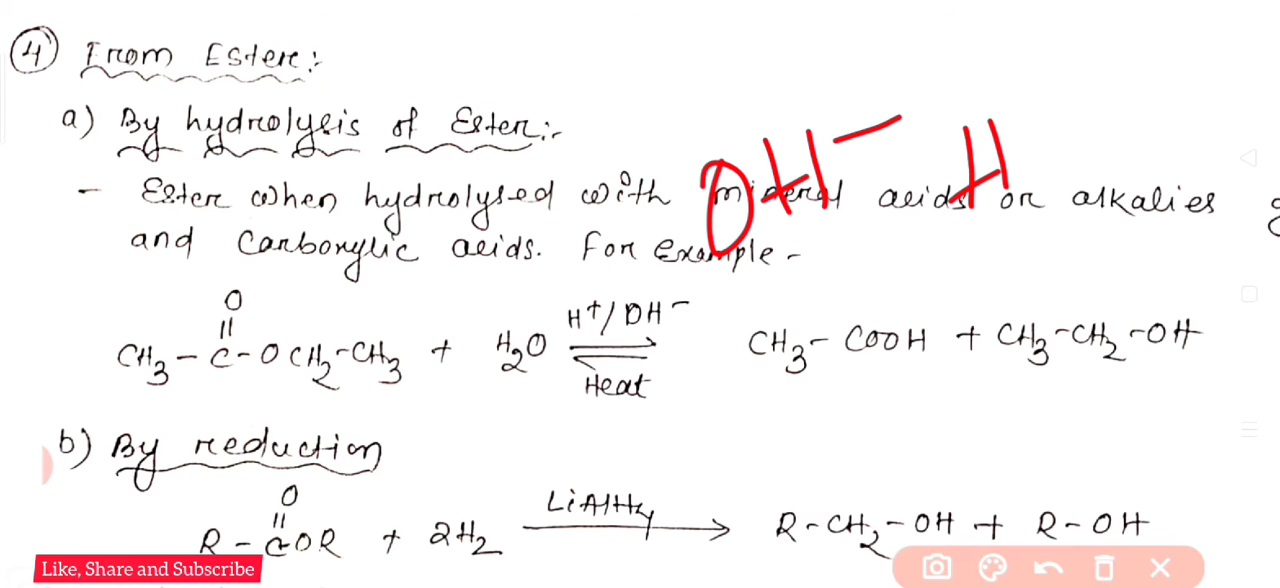 ④ From Ester:
a) By hydrolysis of Ester:-
OH⁻ H
- Ester when hydrolysed with mineral acids or alkalies
and carboxylic acids. For Example -
O
||
CH₃ - C - O CH₂ - CH₃ + H₂O ⇌ CH₃ - COOH + CH₃ - CH₂ - OH
H⁺/OH⁻
Heat
b) By reduction
O
||
R - C - OR + 2H₂ → R - CH₂ - OH + R - OH
LiAlH₄
Like, Share and Subscribe